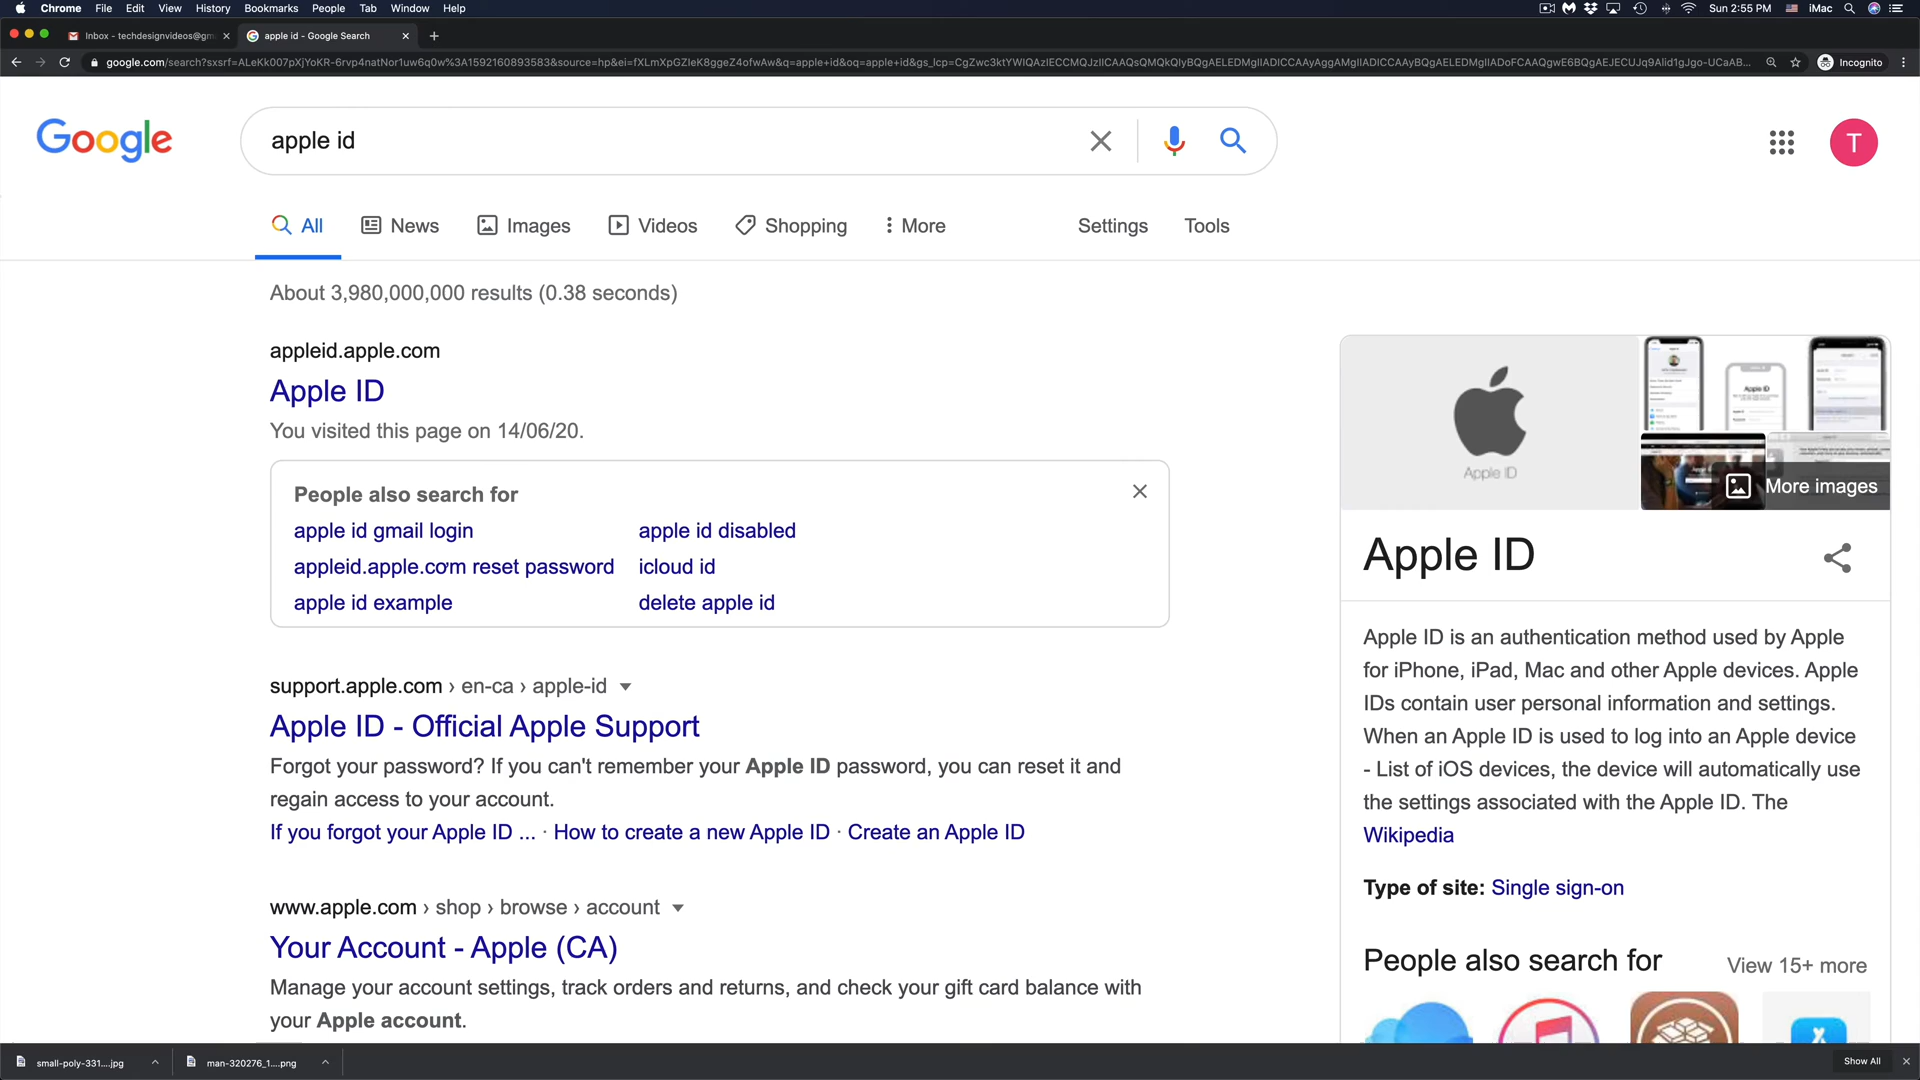 Chrome File Edit View History Bookmarks People Tab Window Help
Sun 2:55 PM iMac
Inbox - techdesignvideos@gm
apple id - Google Search
Incognito
Google
apple id
T
All News Images Videos Shopping More Settings Tools
About 3,980,000,000 results (0.38 seconds)
appleid.apple.com
Apple ID
You visited this page on 14/06/20.
People also search for
apple id gmail login
apple id disabled
appleid.apple.com reset password
icloud id
apple id example
delete apple id
support.apple.com › en-ca › apple-id
Apple ID - Official Apple Support
Forgot your password? If you can't remember your Apple ID password, you can reset it and
regain access to your account.
If you forgot your Apple ID ... · How to create a new Apple ID · Create an Apple ID
www.apple.com › shop › browse › account
Your Account - Apple (CA)
Manage your account settings, track orders and returns, and check your gift card balance with
your Apple account.
Apple ID
More images
Apple ID
Apple ID is an authentication method used by Apple
for iPhone, iPad, Mac and other Apple devices. Apple
IDs contain user personal information and settings.
When an Apple ID is used to log into an Apple device
- List of iOS devices, the device will automatically use
the settings associated with the Apple ID. The
Wikipedia
Type of site: Single sign-on
People also search for
View 15+ more
small-poly-331....jpg
man-320276_1....png
Show All